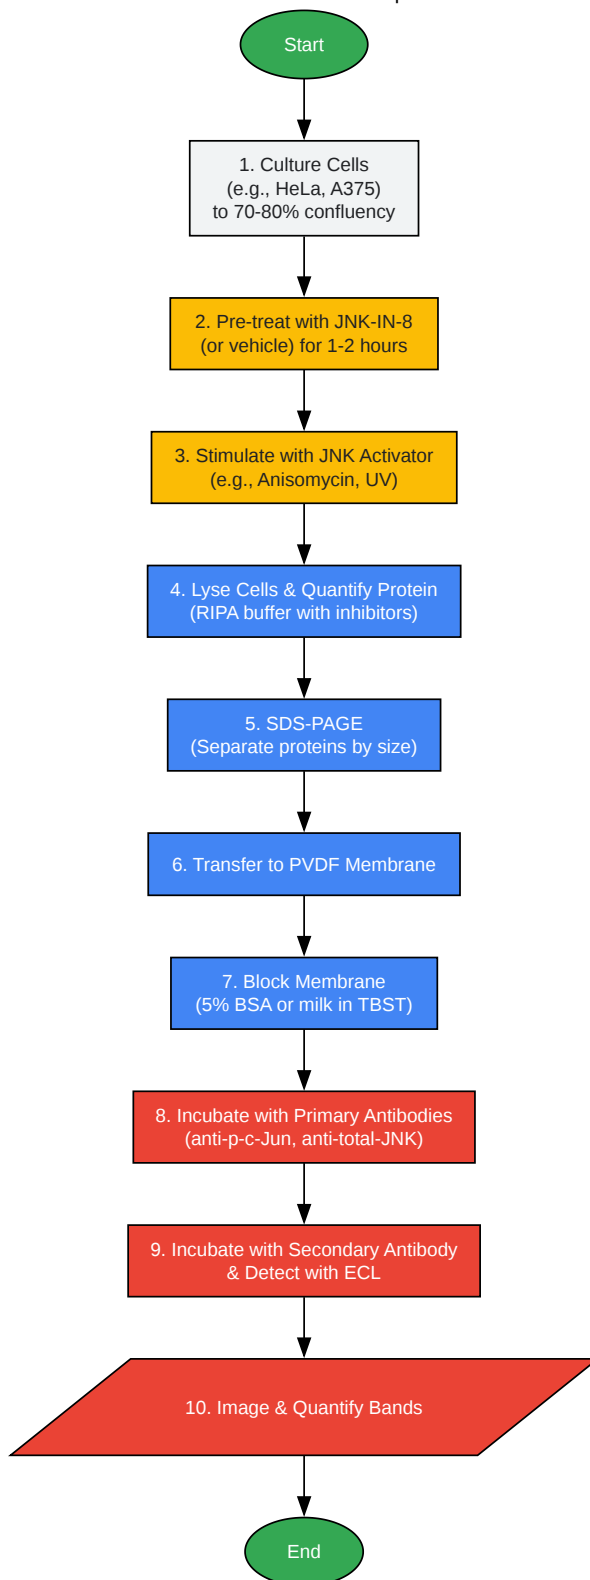 Start
1. Culture Cells
(e.g., HeLa, A375)
to 70-80% confluency
2. Pre-treat with JNK-IN-8
(or vehicle) for 1-2 hours
3. Stimulate with JNK Activator
(e.g., Anisomycin, UV)
4. Lyse Cells & Quantify Protein
(RIPA buffer with inhibitors)
5. SDS-PAGE
(Separate proteins by size)
6. Transfer to PVDF Membrane
7. Block Membrane
(5% BSA or milk in TBST)
8. Incubate with Primary Antibodies
(anti-p-c-Jun, anti-total-JNK)
9. Incubate with Secondary Antibody
& Detect with ECL
10. Image & Quantify Bands
End